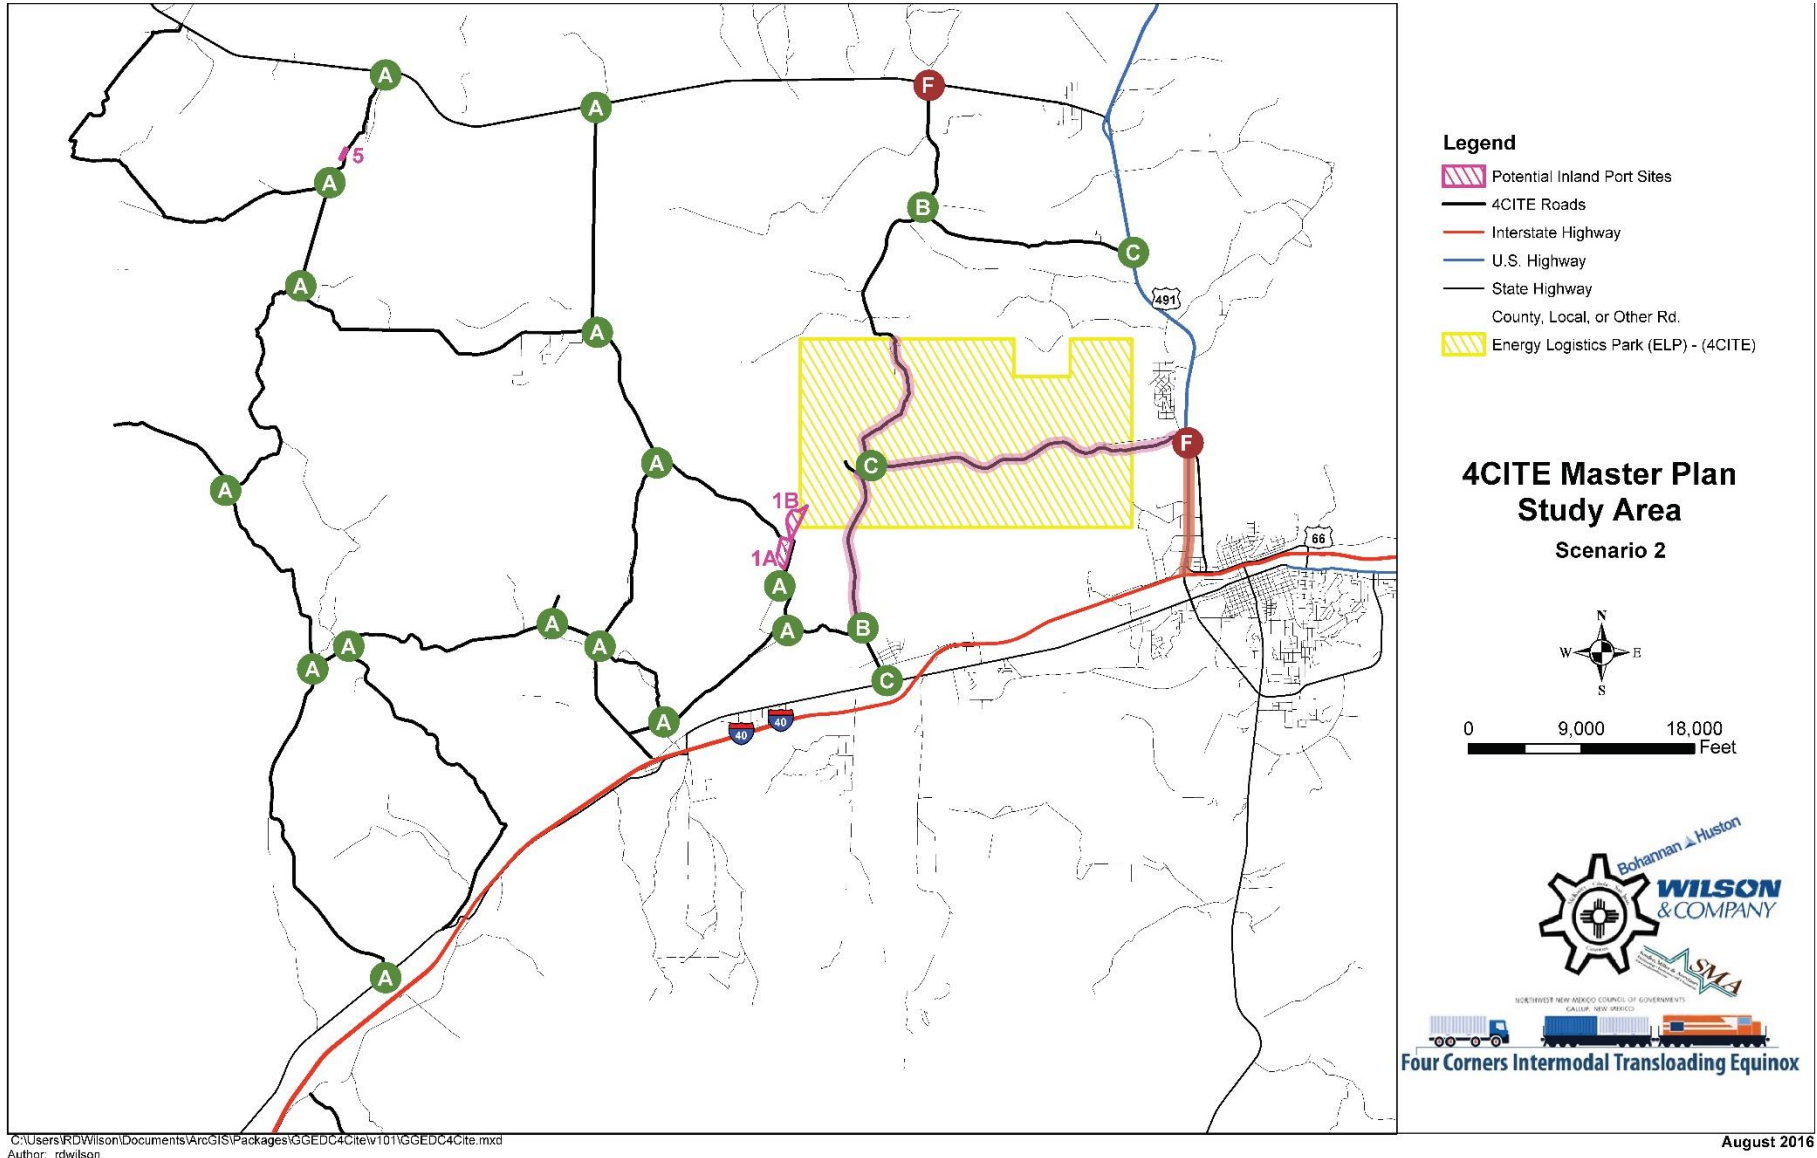 A
F
A
5
A
B
C
A
491
A
F
A
C
A
1B
66
1A
A
A
B
A
A
A
A
C
A
40
40
A
Legend
Potential Inland Port Sites
4CITE Roads
Interstate Highway
U.S. Highway
State Highway
County, Local, or Other Rd.
Energy Logistics Park (ELP) - (4CITE)
4CITE Master Plan
Study Area
Scenario 2
N
W E
S
0 9,000 18,000
Feet
Bohannan Huston
WILSON
&COMPANY
SMA
NORTHWEST NEW MEXICO COUNCIL OF GOVERNMENTS
GALLUP, NEW MEXICO
Four Corners Intermodal Transloading Equinox
C:\Users\RDWilson\Documents\ArcGIS\Packages\GGEDC4Cite\v101\GGEDC4Cite.mxd
Author: rdwilson
August 2016